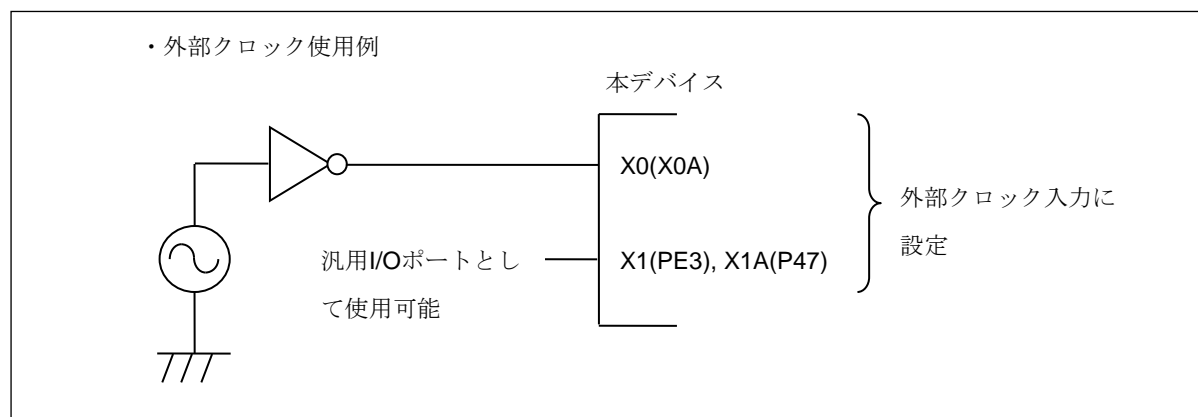 ・外部クロック使用例
本デバイス
X0(X0A)
外部クロック入力に
設定
汎用I/Oポートとし
て使用可能
X1(PE3), X1A(P47)